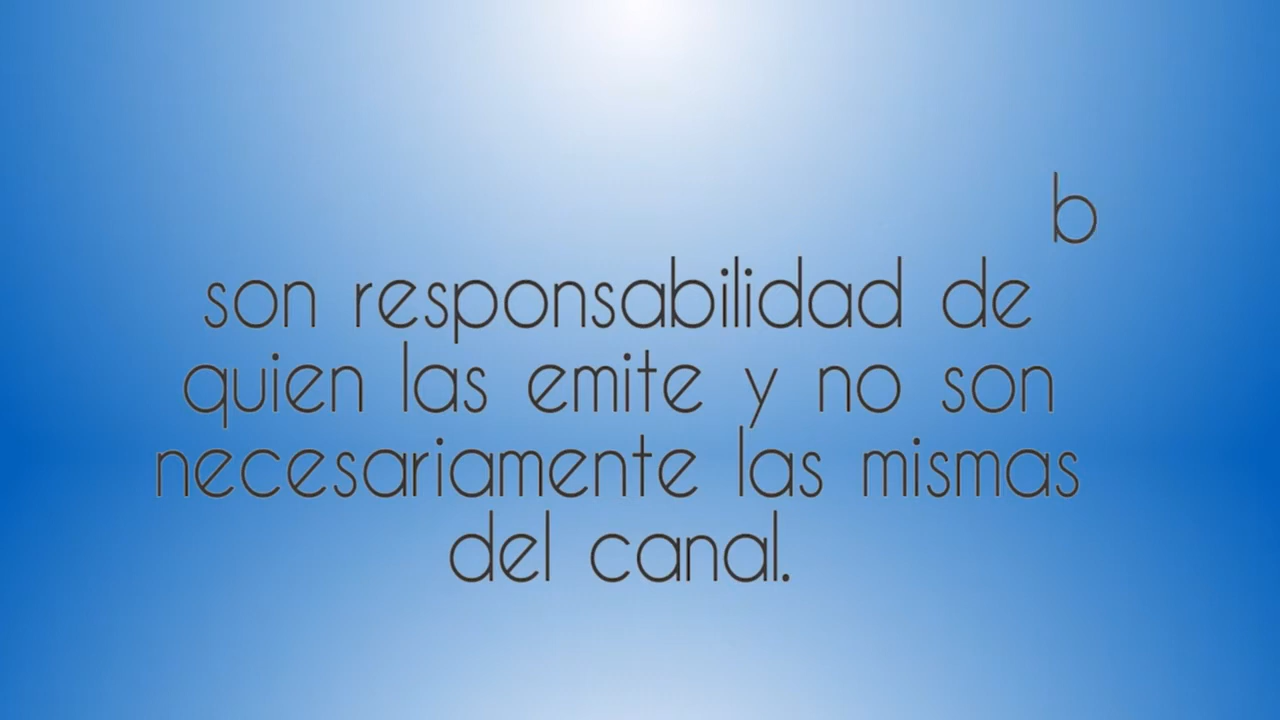 b
son responsabilidad de
quien las emite y no son
necesariamente las mismas
del canal.